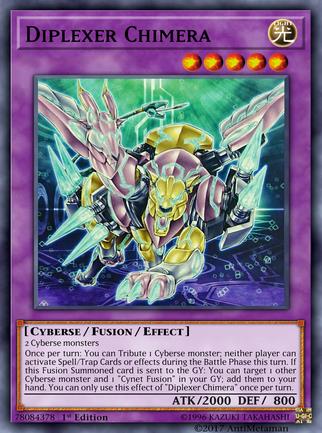 Diplexer Chimera
光
[Cyberse / Fusion / Effect]
2 Cyberse monsters
Once per turn: You can Tribute 1 Cyberse monster; neither player can
activate Spell/Trap Cards or effects during the Battle Phase this turn. If
this Fusion Summoned card is sent to the GY: You can target 1 other
Cyberse monster and 1 "Cynet Fusion" in your GY; add them to your
hand. You can only use this effect of "Diplexer Chimera" once per turn.
ATK/2000 DEF/ 800
78084378 1st Edition ©1996 KAZUKI TAKAHASHI
©2017 AntiMetaman